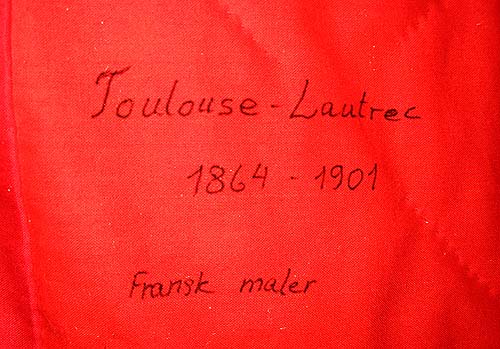 Toulouse-Lautrec
1864 - 1901
Fransk maler